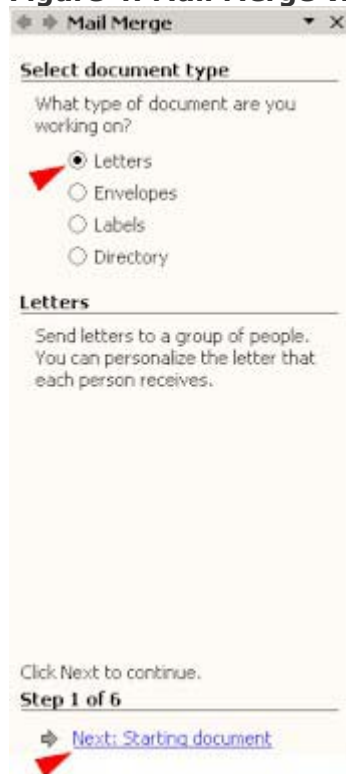 Mail Merge
Select document type
What type of document are you
working on?
Letters
Envelopes
Labels
Directory
Letters
Send letters to a group of people.
You can personalize the letter that
each person receives.
Click Next to continue.
Step 1 of 6
Next: Starting document